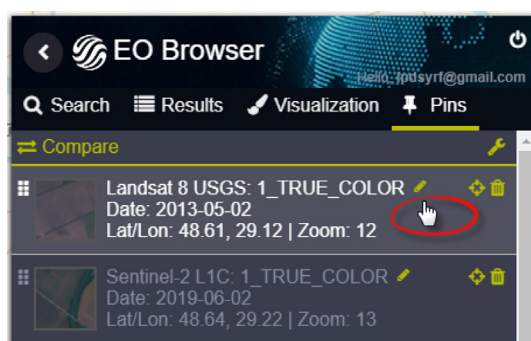 EO Browser
Hello, lpdsyrf@gmail.com
Search Results Visualization Pins
Compare
Landsat 8 USGS: 1_TRUE_COLOR
Date: 2013-05-02
Lat/Lon: 48.61, 29.12 | Zoom: 12
Sentinel-2 L1C: 1_TRUE_COLOR
Date: 2019-06-02
Lat/Lon: 48.64, 29.22 | Zoom: 13